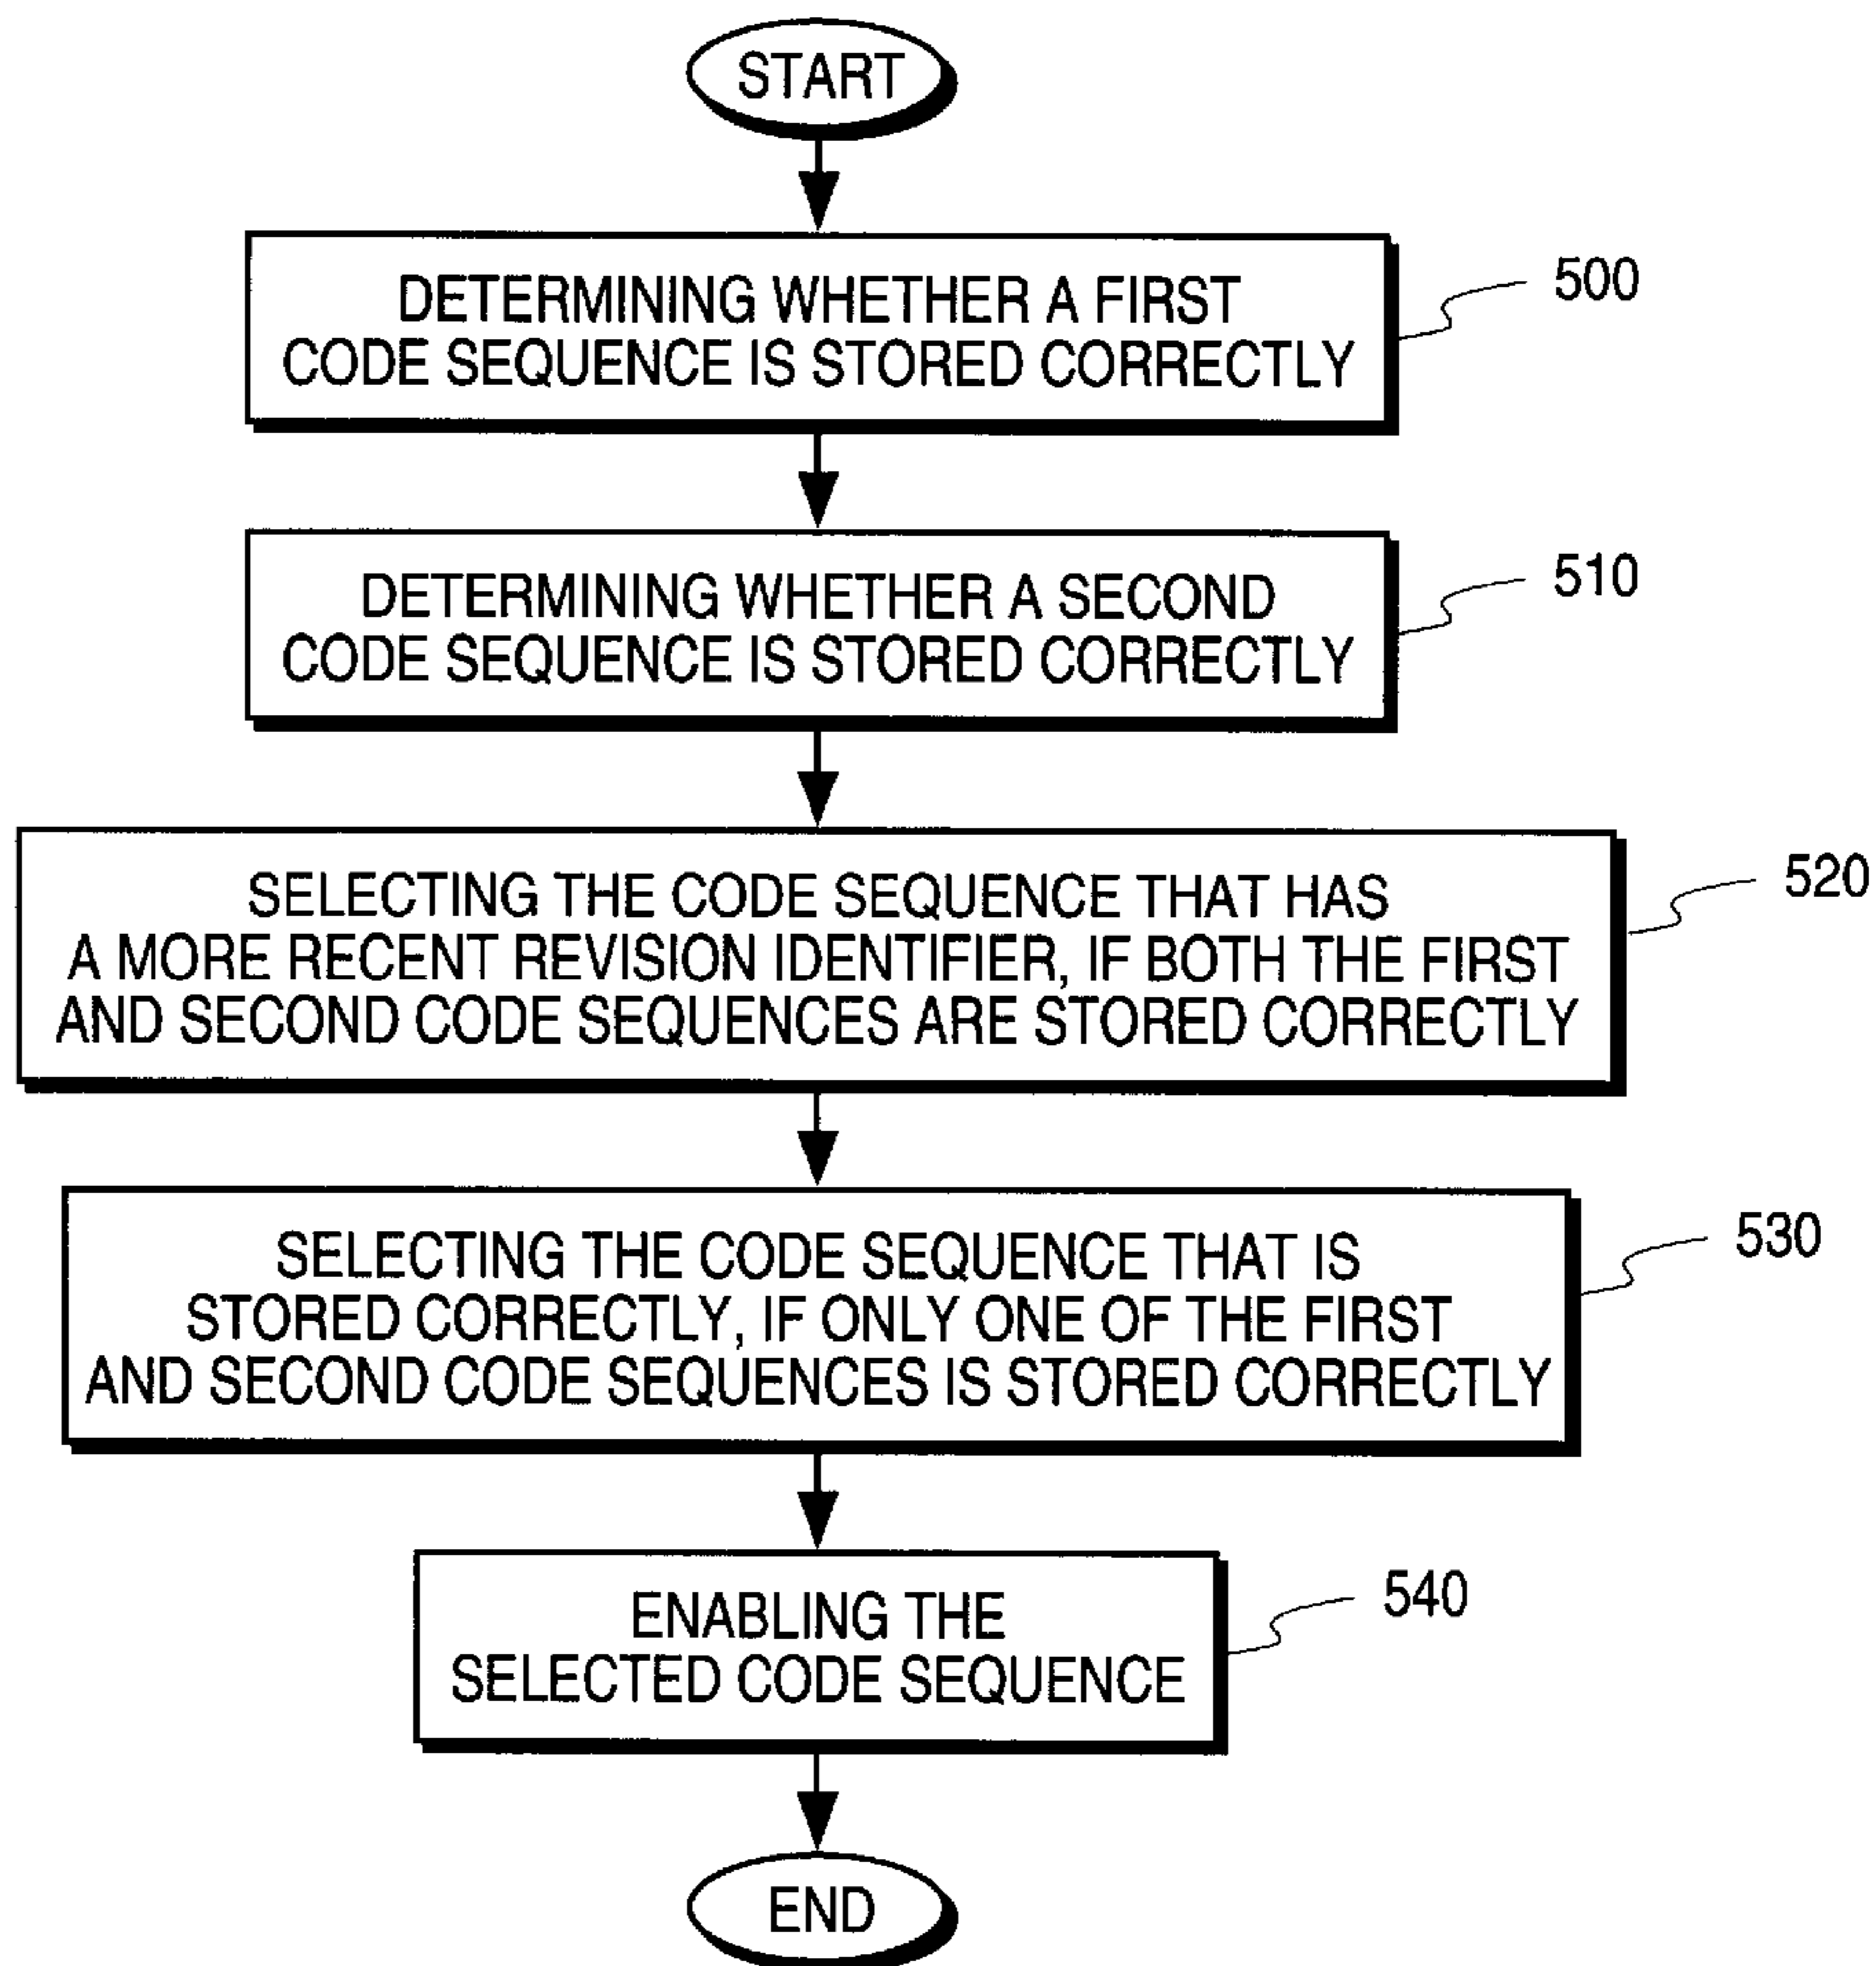 START
DETERMINING WHETHER A FIRST
CODE SEQUENCE IS STORED CORRECTLY
500
DETERMINING WHETHER A SECOND
CODE SEQUENCE IS STORED CORRECTLY
510
SELECTING THE CODE SEQUENCE THAT HAS
A MORE RECENT REVISION IDENTIFIER, IF BOTH THE FIRST
AND SECOND CODE SEQUENCES ARE STORED CORRECTLY
520
SELECTING THE CODE SEQUENCE THAT IS
STORED CORRECTLY, IF ONLY ONE OF THE FIRST
AND SECOND CODE SEQUENCES IS STORED CORRECTLY
530
ENABLING THE
SELECTED CODE SEQUENCE
540
END